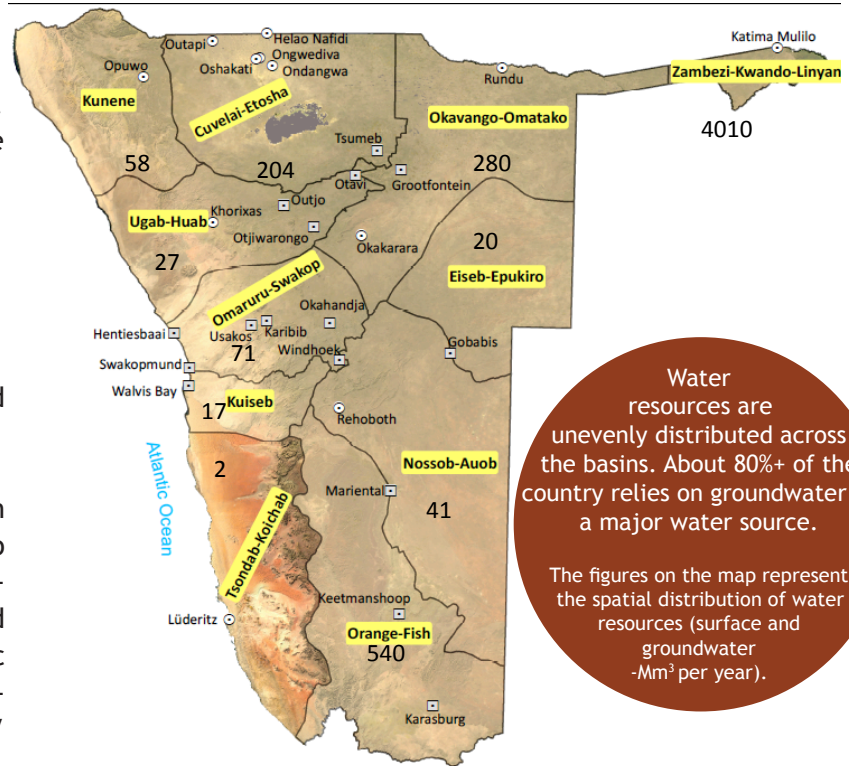 Helao Nafidi
Outapi
Ongwediva
Oshakati
Ondangwa
Katima Mulilo
Opuwo
Rundu
Zambezi-Kwando-Linyan
Kunene
Cuvelai-Etosha
Okavango-Omatako
4010
Tsumeb
58
204
280
Otavi
Grootfontein
Khorixas
Outjo
Ugab-Huab
Otjiwarongo
Okakarara
20
27
Eiseb-Epukiro
Omaruru-Swakop
Okahandja
Hentiesbaai
Usakos
Karibib
71
Windhoek
Gobabis
Swakopmund
Walvis Bay
17
Kuiseb
Rehoboth
Atlantic Ocean
2
Nossob-Auob
Mariental
41
Tsondab-Koichab
Keetmanshoop
Lüderitz
Orange-Fish
540
Karasburg
Water
resources are
unevenly distributed across
the basins. About 80%+ of the
country relies on groundwater
a major water source.
The figures on the map represent
the spatial distribution of water
resources (surface and
groundwater
-Mm³ per year).